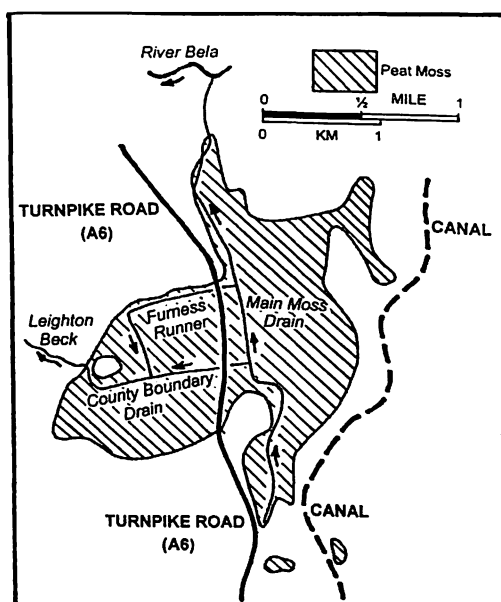 River Bela
Peat Moss
0 ½ MILE 1
0 KM 1
TURNPIKE ROAD
(A6)
CANAL
Furness
Runner
Main Moss
Drain
Leighton
Beck
County Boundary
Drain
TURNPIKE ROAD
(A6)
CANAL